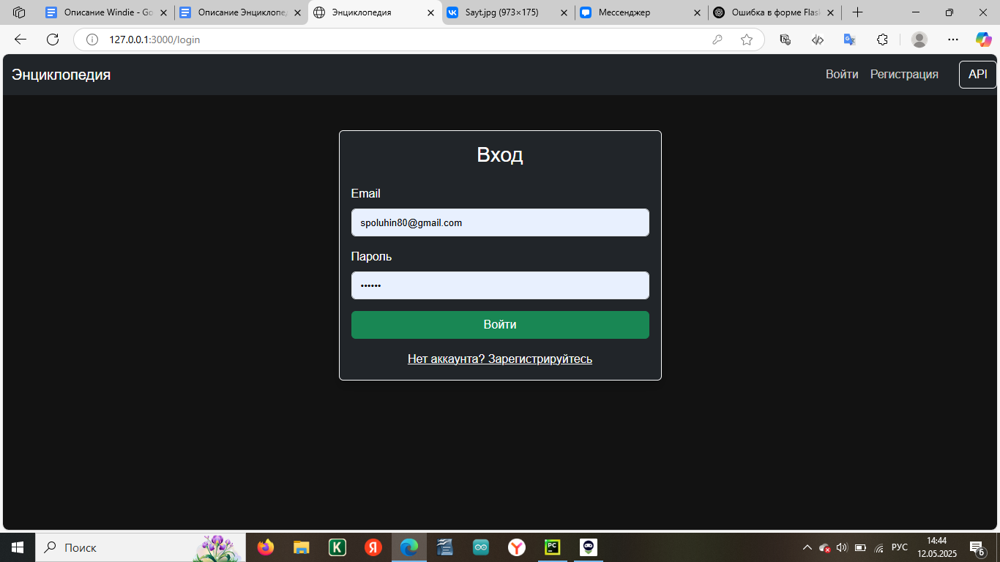 Описание Windie - Go
Описание Энциклопед
Энциклопедия
Sayt.jpg (973×175)
Мессенджер
Ошибка в форме Flas
127.0.0.1:3000/login
Энциклопедия
Войти
Регистрация
API
Вход
Email
spoluhin80@gmail.com
Пароль
••••••
Войти
Нет аккаунта? Зарегистрируйтесь
Поиск
K
Я
Y
PC
РУС
14:44
12.05.2025
6